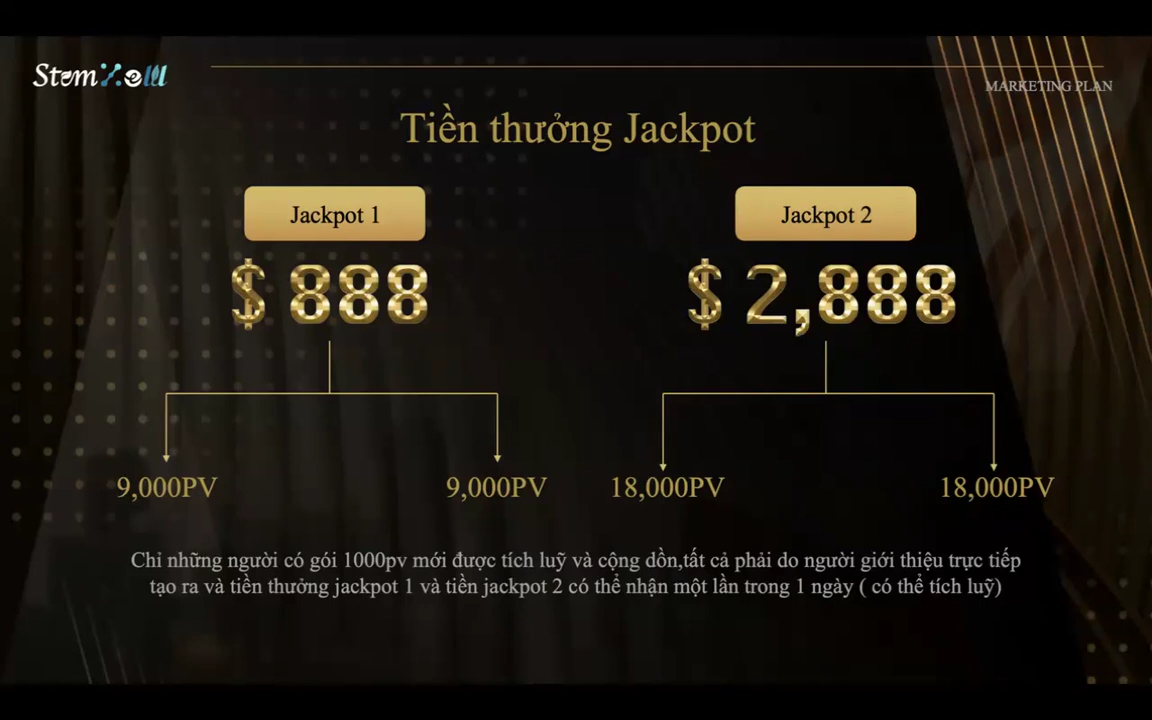 StemXell
MARKETING PLAN
Tiền thưởng Jackpot
Jackpot 1
Jackpot 2
$ 888
$ 2,888
9,000PV
9,000PV
18,000PV
18,000PV
Chỉ những người có gói 1000pv mới được tích luỹ và cộng dồn,tất cả phải do người giới thiệu trực tiếp
tạo ra và tiền thưởng jackpot 1 và tiền jackpot 2 có thể nhận một lần trong 1 ngày ( có thể tích luỹ)